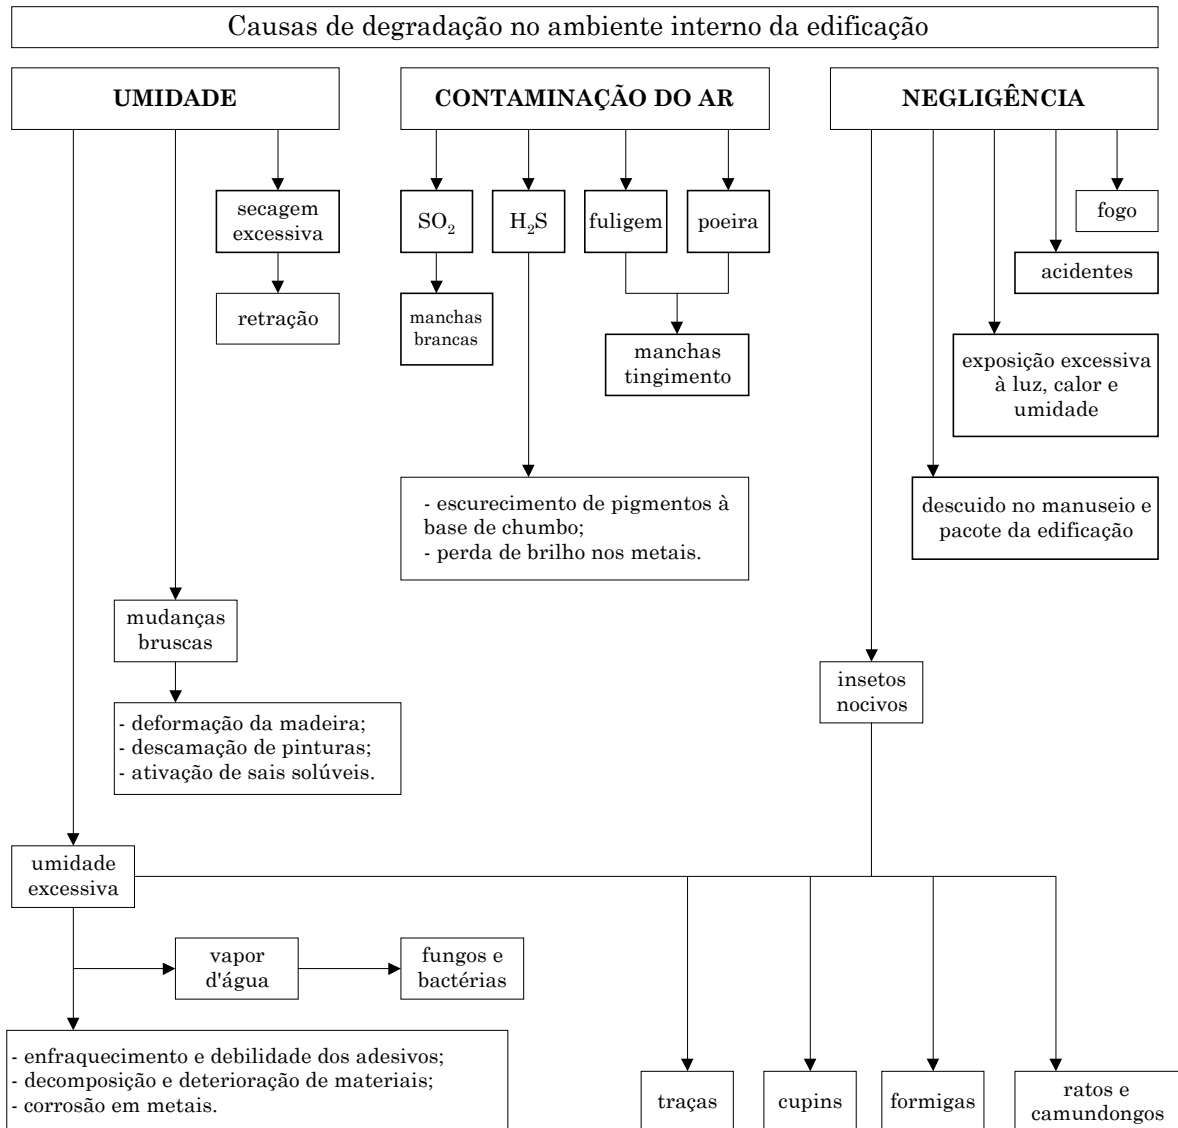 Causas de degradação no ambiente interno da edificação
UMIDADE
CONTAMINAÇÃO DO AR
NEGLIGÊNCIA
secagem
excessiva
SO₂
H₂S
fuligem
poeira
fogo
acidentes
retração
manchas
brancas
manchas
tingimento
exposição excessiva
à luz, calor e
umidade
- escurecimento de pigmentos à
base de chumbo;
- perda de brilho nos metais.
descuido no manuseio e
pacote da edificação
mudanças
bruscas
insetos
nocivos
- deformação da madeira;
- descamação de pinturas;
- ativação de sais solúveis.
umidade
excessiva
vapor
d'água
fungos e
bactérias
- enfraquecimento e debilidade dos adesivos;
- decomposição e deterioração de materiais;
- corrosão em metais.
traças
cupins
formigas
ratos e
camundongos